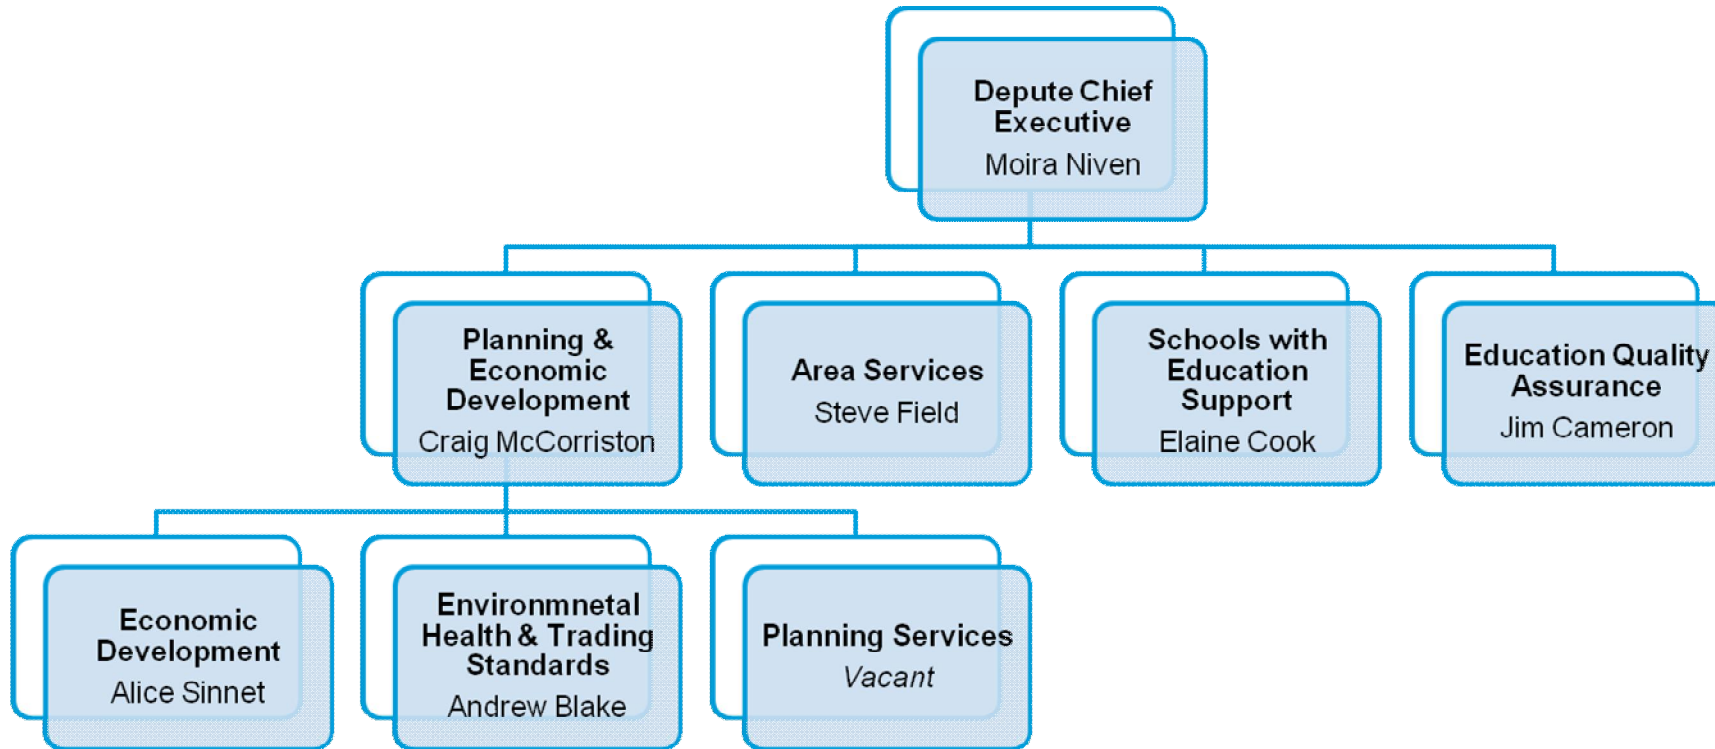 Depute Chief
Executive
Moira Niven
Planning &
Economic
Development
Craig McCorriston
Area Services
Steve Field
Schools with
Education
Support
Elaine Cook
Education Quality
Assurance
Jim Cameron
Economic
Development
Alice Sinnet
Environmnetal
Health & Trading
Standards
Andrew Blake
Planning Services
Vacant